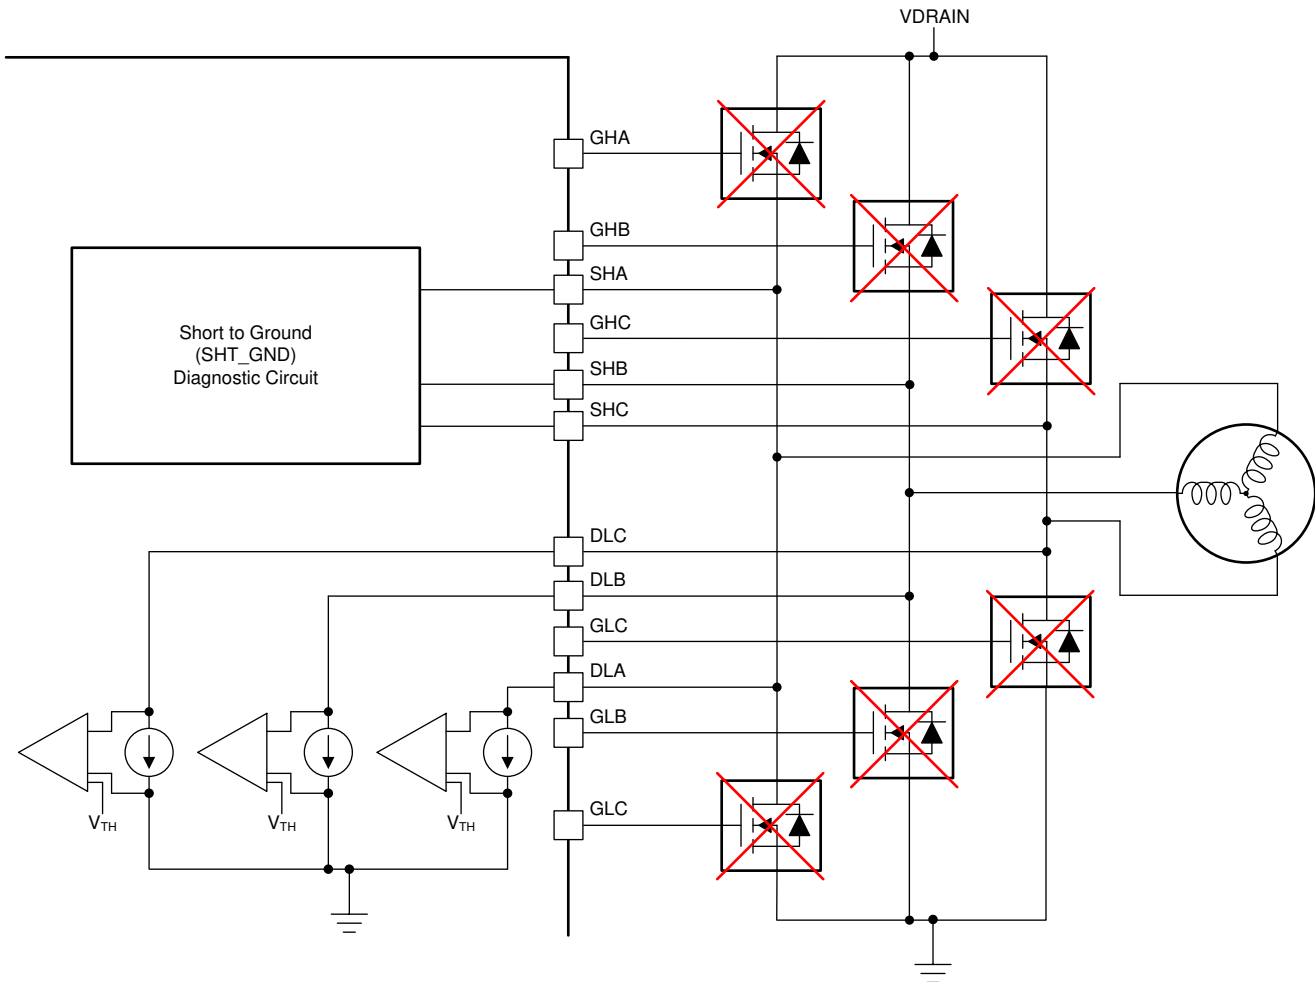 VDRAIN
GHA
GHB
SHA
GHC
SHB
SHC
Short to Ground
(SHT_GND)
Diagnostic Circuit
DLC
DLB
GLC
DLA
GLB
GLC
VTH
VTH
VTH